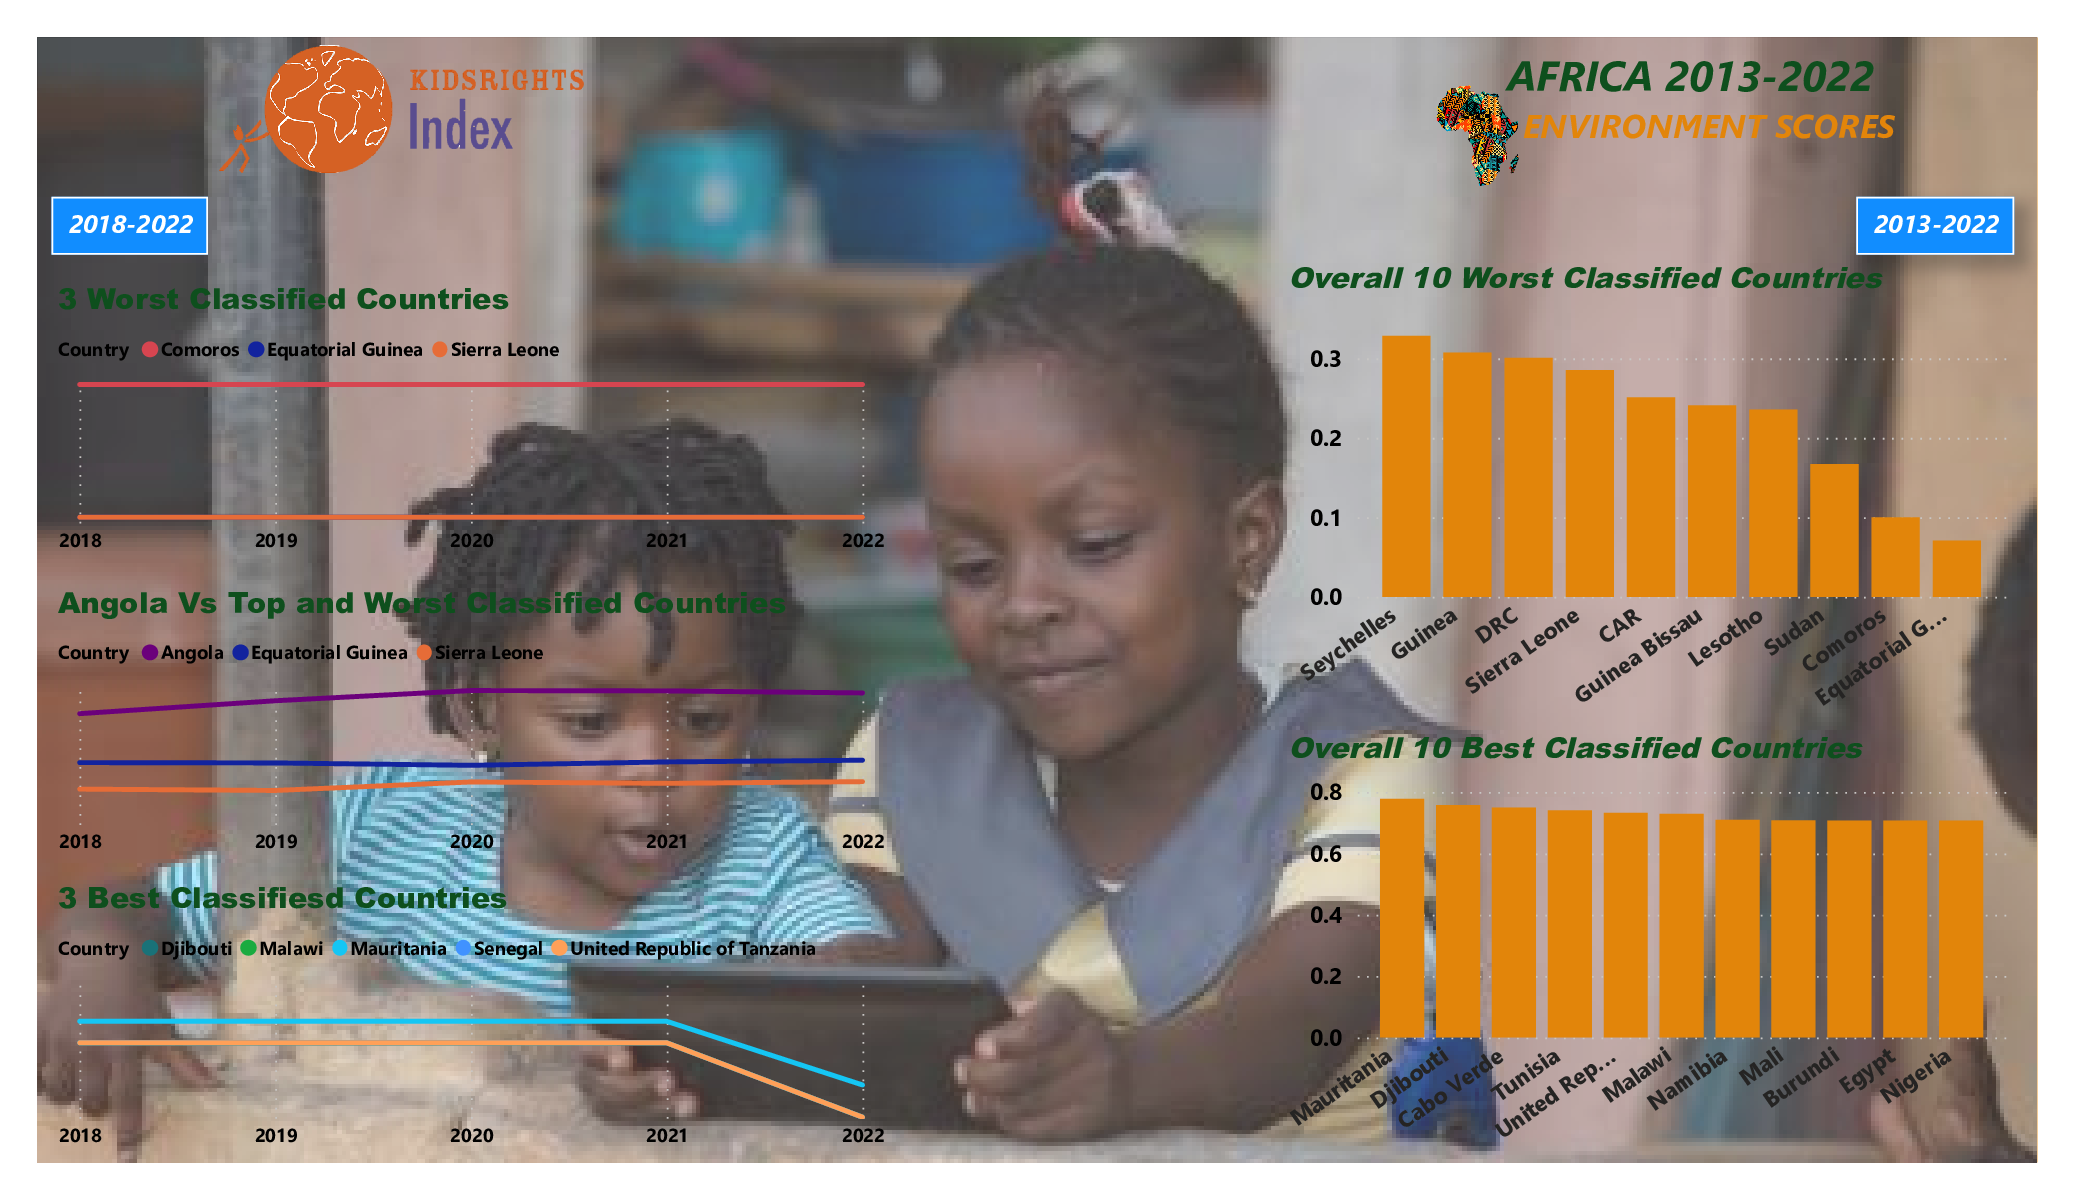 KIDSRIGHTS
Index
AFRICA 2013-2022
ENVIRONMENT SCORES
2018-2022
2013-2022
3 Worst Classified Countries
Country Comoros Equatorial Guinea Sierra Leone
2018 2019 2020 2021 2022
Angola Vs Top and Worst Classified Countries
Country Angola Equatorial Guinea Sierra Leone
2018 2019 2020 2021 2022
3 Best Classifiesd Countries
Country Djibouti Malawi Mauritania Senegal United Republic of Tanzania
2018 2019 2020 2021 2022
Overall 10 Worst Classified Countries
0.3
0.2
0.1
0.0
Seychelles Guinea DRC Sierra Leone CAR Guinea Bissau Lesotho Sudan Comoros Equatorial G...
Overall 10 Best Classified Countries
0.8
0.6
0.4
0.2
0.0
Mauritania Djibouti Cabo Verde Tunisia United Rep... Malawi Namibia Mali Burundi Egypt Nigeria